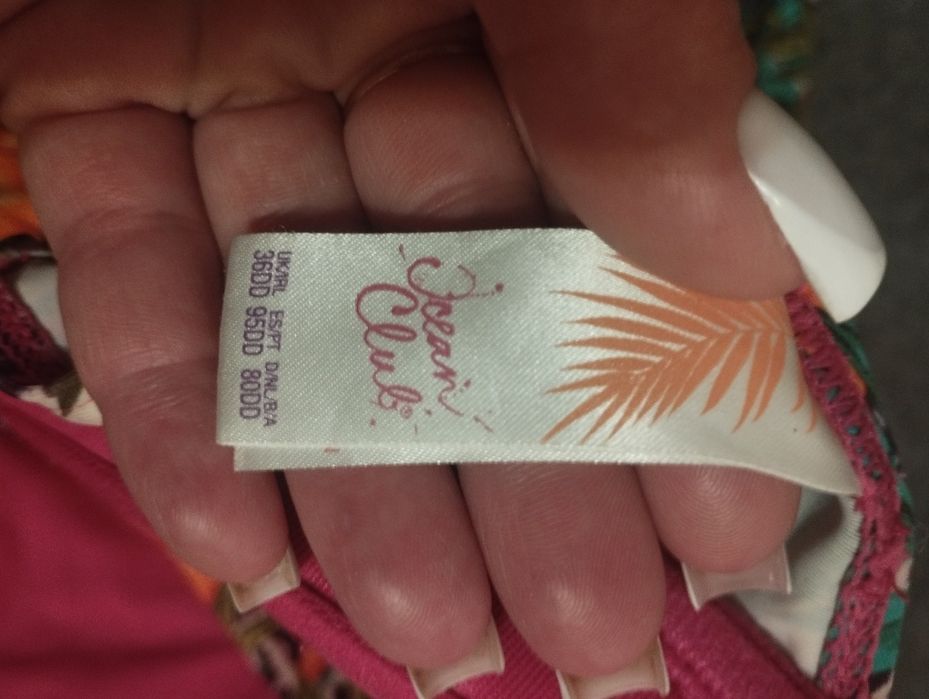 Ocean
Club®
UK/IRL ES/PT D/NL/B/A
36DD 95DD 80DD